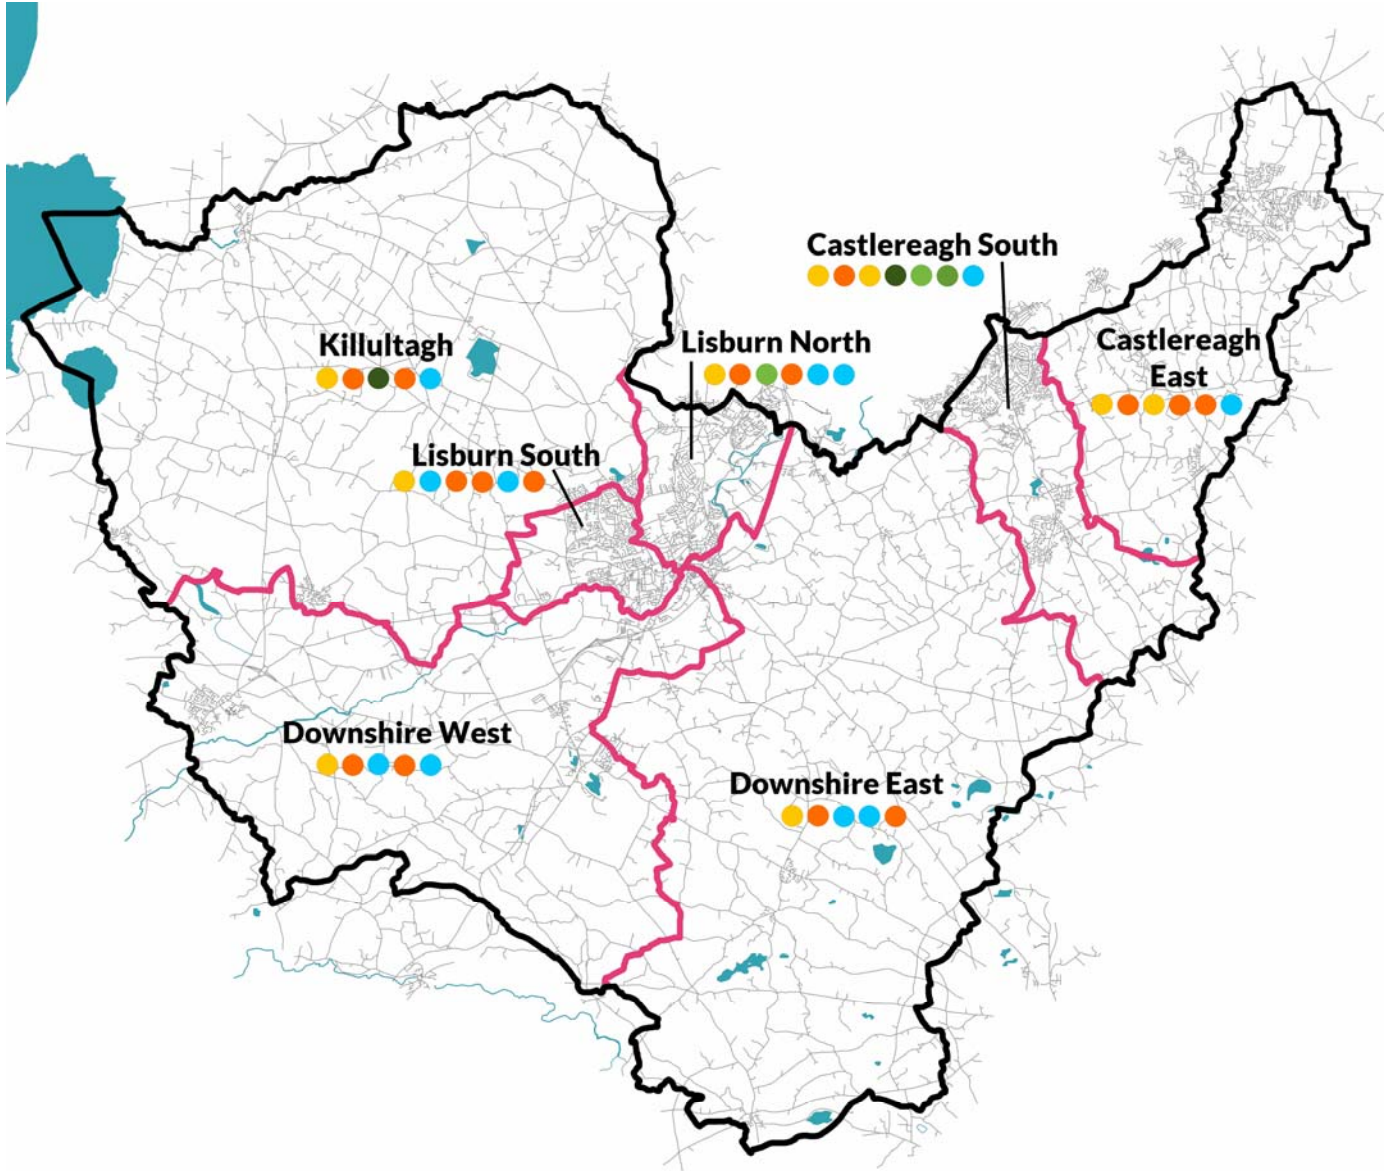 Castlereagh South
Killultagh
Lisburn North
Castlereagh
East
Lisburn South
Downshire West
Downshire East